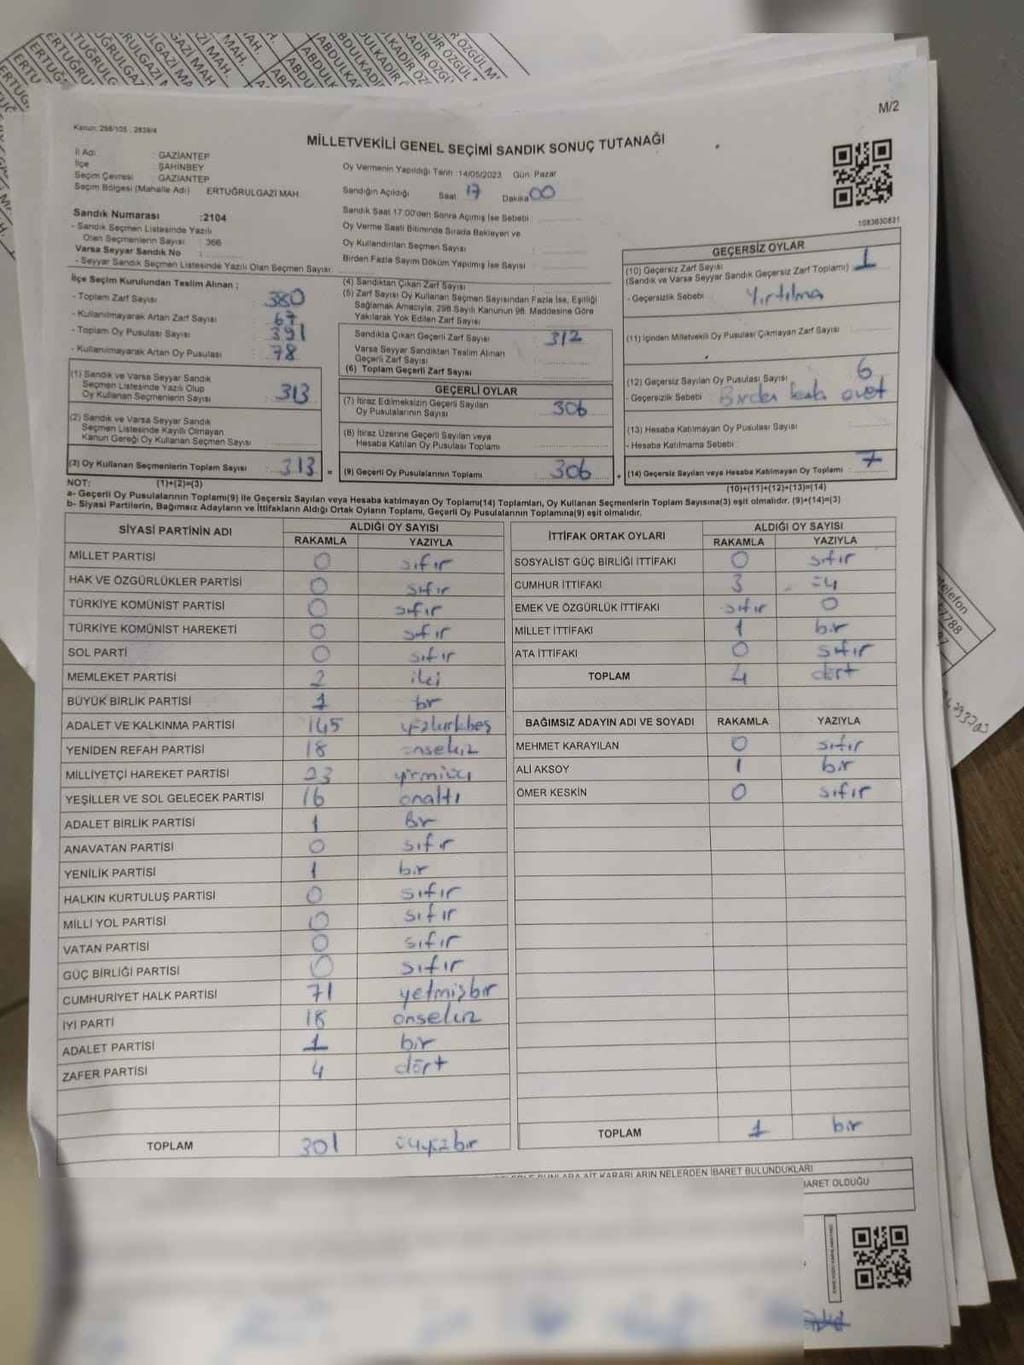 M/2
Kanun: 298/105 , 2839/4
MİLLETVEKİLİ GENEL SEÇİMİ SANDIK SONUÇ TUTANAĞI
İl Adı : GAZİANTEP
İlçe : ŞAHİNBEY
Seçim Çevresi : GAZİANTEP
Seçim Bölgesi (Mahalle Adı) : ERTUĞRULGAZİ MAH.
Oy Vermenin Yapıldığı Tarih :14/05/2023 Gün Pazar
Sandığın Açıldığı Saat 17 Dakika 00
Sandık Numarası :2104
- Sandık Seçmen Listesinde Yazılı
Olan Seçmenlerin Sayısı : 366
Varsa Seyyar Sandık No :
- Seyyar Sandık Seçmen Listesinde Yazılı Olan Seçmen Sayısı:
Sandık Saat 17.00'den Sonra Açılmış İse Sebebi :
Oy Verme Saati Bitiminde Sırada Bekleyen ve
Oy Kullandırılan Seçmen Sayısı :
Birden Fazla Sayım Döküm Yapılmış İse Sayısı :
1083630831
İlçe Seçim Kurulundan Teslim Alınan ;
- Toplam Zarf Sayısı : 380
- Kullanılmayarak Artan Zarf Sayısı : 67
- Toplam Oy Pusulası Sayısı : 391
- Kullanılmayarak Artan Oy Pusulası : 78
(1) Sandık ve Varsa Seyyar Sandık
Seçmen Listesinde Yazılı Olup
Oy Kullanan Seçmenlerin Sayısı : 313
(2) Sandık ve Varsa Seyyar Sandık
Seçmen Listesinde Kayıtlı Olmayan
Kanun Gereği Oy Kullanan Seçmen Sayısı :
(3) Oy Kullanan Seçmenlerin Toplam Sayısı : 313 =
(4) Sandıktan Çıkan Zarf Sayısı :
(5) Zarf Sayısı Oy Kullanan Seçmen Sayısından Fazla İse, Eşitliği
Sağlamak Amacıyla, 298 Sayılı Kanunun 98. Maddesine Göre
Yakılarak Yok Edilen Zarf Sayısı :
Sandıkta Çıkan Geçerli Zarf Sayısı : 312
Varsa Seyyar Sandıktan Teslim Alınan
Geçerli Zarf Sayısı :
(6) Toplam Geçerli Zarf Sayısı :
GEÇERLİ OYLAR
(7) İtiraz Edilmeksizin Geçerli Sayılan
Oy Pusulalarının Sayısı : 306
(8) İtiraz Üzerine Geçerli Sayılan veya
Hesaba Katılan Oy Pusulası Toplamı :
(9) Geçerli Oy Pusulalarının Toplamı : 306 +
GEÇERSİZ OYLAR
(10) Geçersiz Zarf Sayısı
(Sandık ve Varsa Seyyar Sandık Geçersiz Zarf Toplamı) : 1
- Geçersizlik Sebebi : Yırtılma
(11) İçinden Milletvekili Oy Pusulası Çıkmayan Zarf Sayısı :
(12) Geçersiz Sayılan Oy Pusulası Sayısı : 6
- Geçersizlik Sebebi :
(13) Hesaba Katılmayan Oy Pusulası Sayısı :
- Hesaba Katılmama Sebebi :
(14) Geçersiz Sayılan veya Hesaba Katılmayan Oy Toplamı : 7
NOT: (1)+(2)=(3) (10)+(11)+(12)+(13)=(14)
a- Geçerli Oy Pusulalarının Toplamı(9) ile Geçersiz Sayılan veya Hesaba katılmayan Oy Toplamı(14) Toplamları, Oy Kullanan Seçmenlerin Toplam Sayısına(3) eşit olmalıdır. (9)+(14)=(3)
b- Siyasi Partilerin, Bağımsız Adayların ve İttifakların Aldığı Ortak Oyların Toplamı, Geçerli Oy Pusulalarının Toplamına(9) eşit olmalıdır.
SİYASİ PARTİNİN ADI ALDIĞI OY SAYISI
RAKAMLA YAZIYLA
MİLLET PARTİSİ 0 sıfır
HAK VE ÖZGÜRLÜKLER PARTİSİ 0 sıfır
TÜRKİYE KOMÜNİST PARTİSİ 0 sıfır
TÜRKİYE KOMÜNİST HAREKETİ 0 sıfır
SOL PARTİ 0 sıfır
MEMLEKET PARTİSİ 2 iki
BÜYÜK BİRLİK PARTİSİ 1 bır
ADALET VE KALKINMA PARTİSİ 145 yüzkırkbeş
YENİDEN REFAH PARTİSİ 18 onsekiz
MİLLİYETÇİ HAREKET PARTİSİ 23 yirmiüç
YEŞİLLER VE SOL GELECEK PARTİSİ 16 onaltı
ADALET BİRLİK PARTİSİ 1 Bır
ANAVATAN PARTİSİ 0 sıfır
YENİLİK PARTİSİ 1 bır
HALKIN KURTULUŞ PARTİSİ 0 sıfır
MİLLİ YOL PARTİSİ 0 sıfır
VATAN PARTİSİ 0 sıfır
GÜÇ BİRLİĞİ PARTİSİ 0 sıfır
CUMHURİYET HALK PARTİSİ 71 yetmişbır
İYİ PARTİ 18 onsekiz
ADALET PARTİSİ 1 bır
ZAFER PARTİSİ 4 dört
TOPLAM 301 üçyüzbır
İTTİFAK ORTAK OYLARI ALDIĞI OY SAYISI
RAKAMLA YAZIYLA
SOSYALİST GÜÇ BİRLİĞİ İTTİFAKI 0 sıfır
CUMHUR İTTİFAKI 3 üç
EMEK VE ÖZGÜRLÜK İTTİFAKI sıfır 0
MİLLET İTTİFAKI 1 bır
ATA İTTİFAKI 0 sıfır
TOPLAM 4 dört
BAĞIMSIZ ADAYIN ADI VE SOYADI RAKAMLA YAZIYLA
MEHMET KARAYILAN 0 sıfır
ALİ AKSOY 1 bır
ÖMER KESKİN 0 sıfır
TOPLAM 1 bır
KARARLARIN NELERDEN İBARET BULUNDUKLARI
İBARET OLDUĞU
telefon